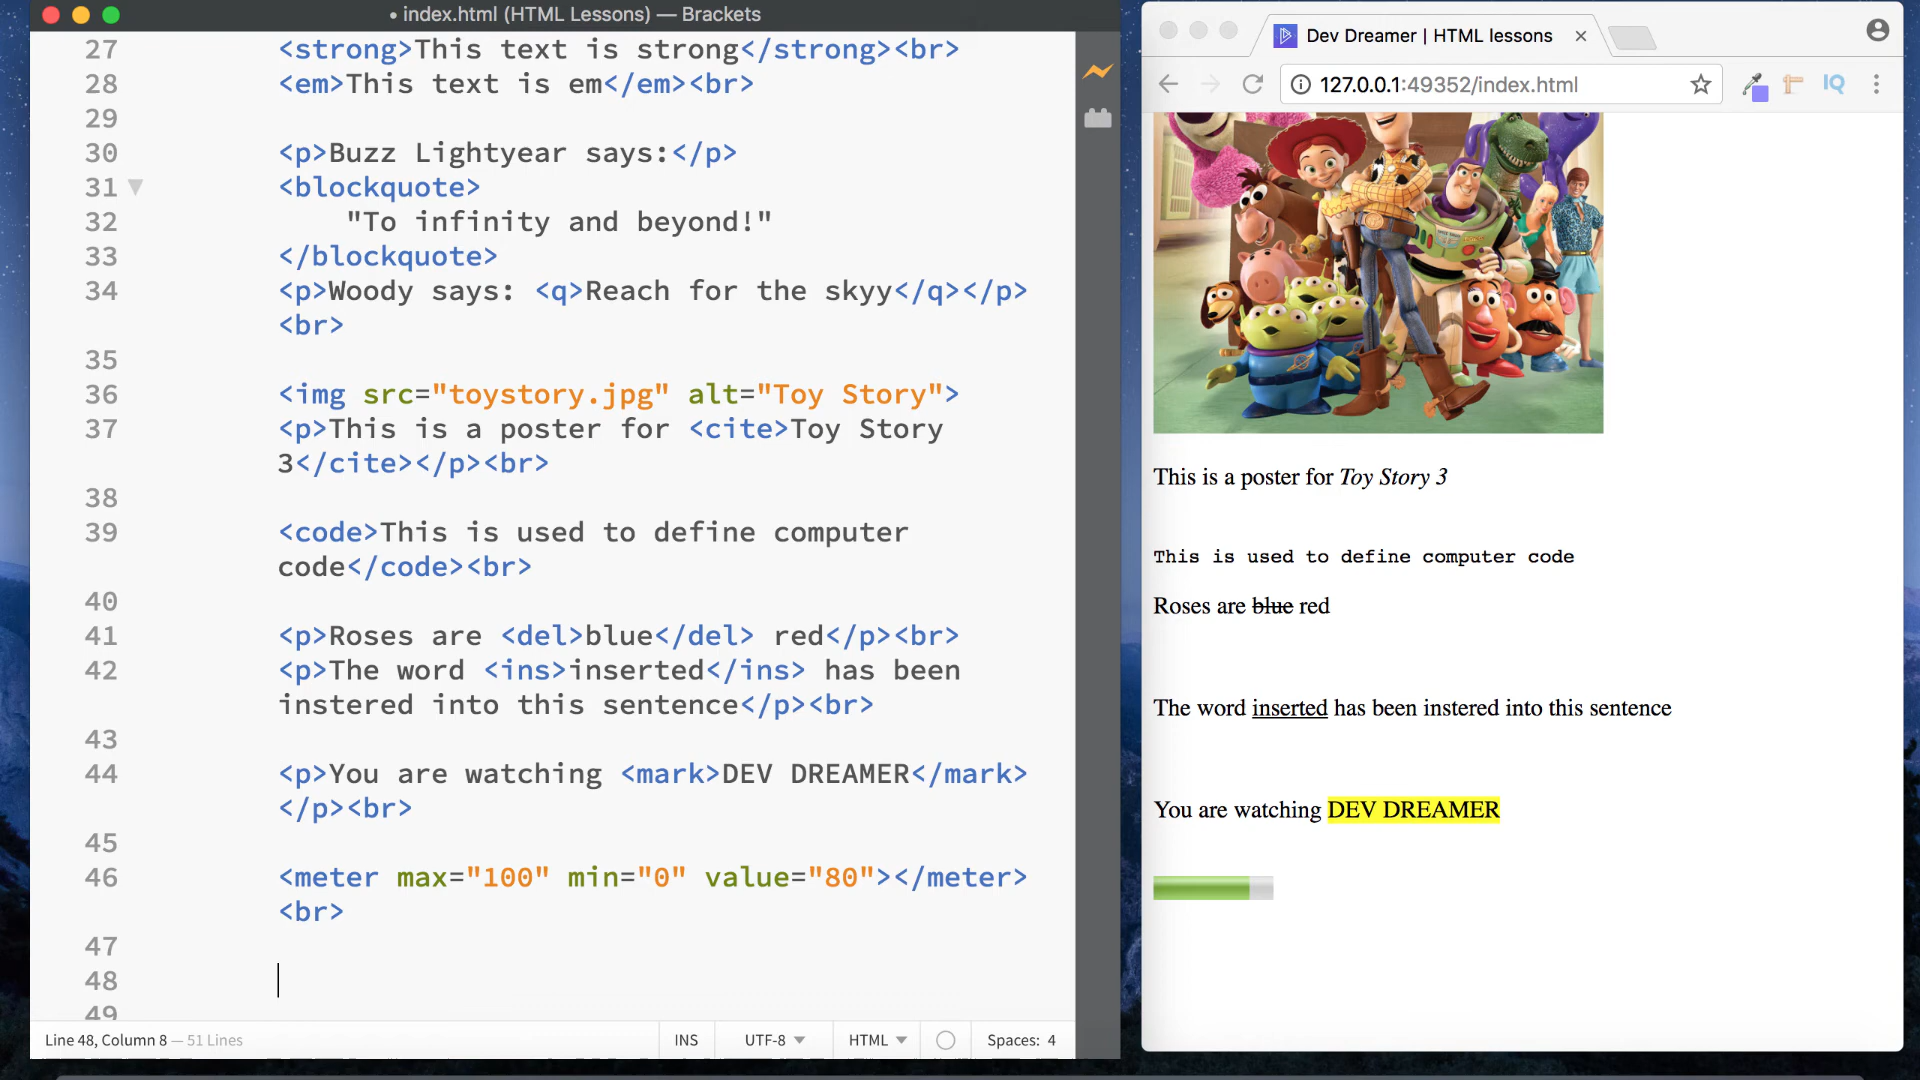 • index.html (HTML Lessons) — Brackets
27 <strong>This text is strong</strong><br>
28 <em>This text is em</em><br>
29
30 <p>Buzz Lightyear says:</p>
31 <blockquote>
32 "To infinity and beyond!"
33 </blockquote>
34 <p>Woody says: <q>Reach for the skyy</q></p>
<br>
35
36 <img src="toystory.jpg" alt="Toy Story">
37 <p>This is a poster for <cite>Toy Story
3</cite></p><br>
38
39 <code>This is used to define computer
code</code><br>
40
41 <p>Roses are <del>blue</del> red</p><br>
42 <p>The word <ins>inserted</ins> has been
instered into this sentence</p><br>
43
44 <p>You are watching <mark>DEV DREAMER</mark>
</p><br>
45
46 <meter max="100" min="0" value="80"></meter>
<br>
47
48
49
Line 48, Column 8 — 51 Lines
INS
UTF-8
HTML
Spaces: 4
Dev Dreamer | HTML lessons
127.0.0.1:49352/index.html
IQ
This is a poster for Toy Story 3
This is used to define computer code
Roses are blue red
The word inserted has been instered into this sentence
You are watching DEV DREAMER